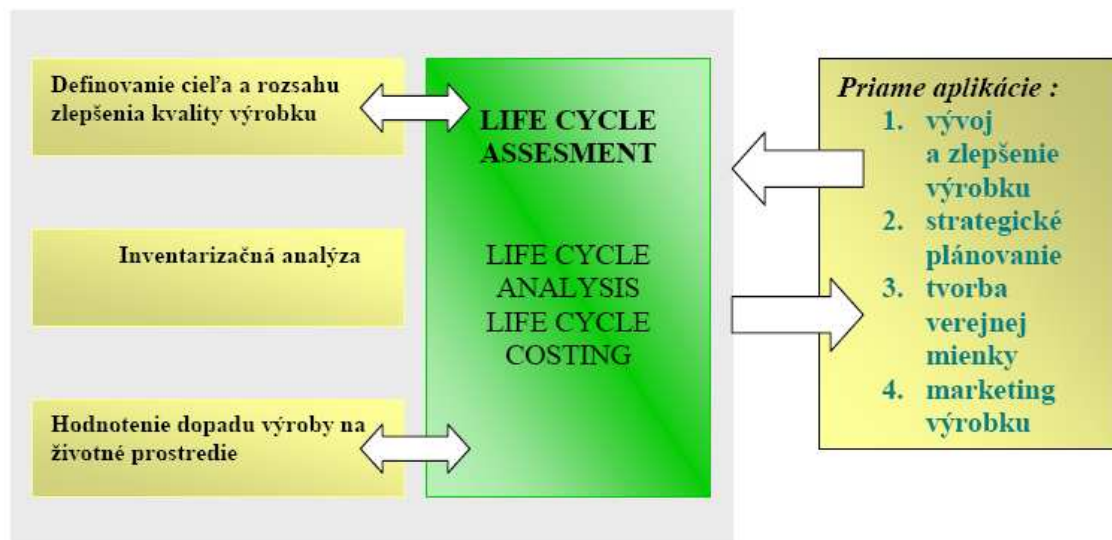 Definovanie cieľa a rozsahu
zlepšenia kvality výrobku
Inventarizačná analýza
Hodnotenie dopadu výroby na
životné prostredie
LIFE CYCLE
ASSESMENT
LIFE CYCLE
ANALYSIS
LIFE CYCLE
COSTING
Priame aplikácie :
1. vývoj
a zlepšenie
výrobku
2. strategické
plánovanie
3. tvorba
verejnej
mienky
4. marketing
výrobku